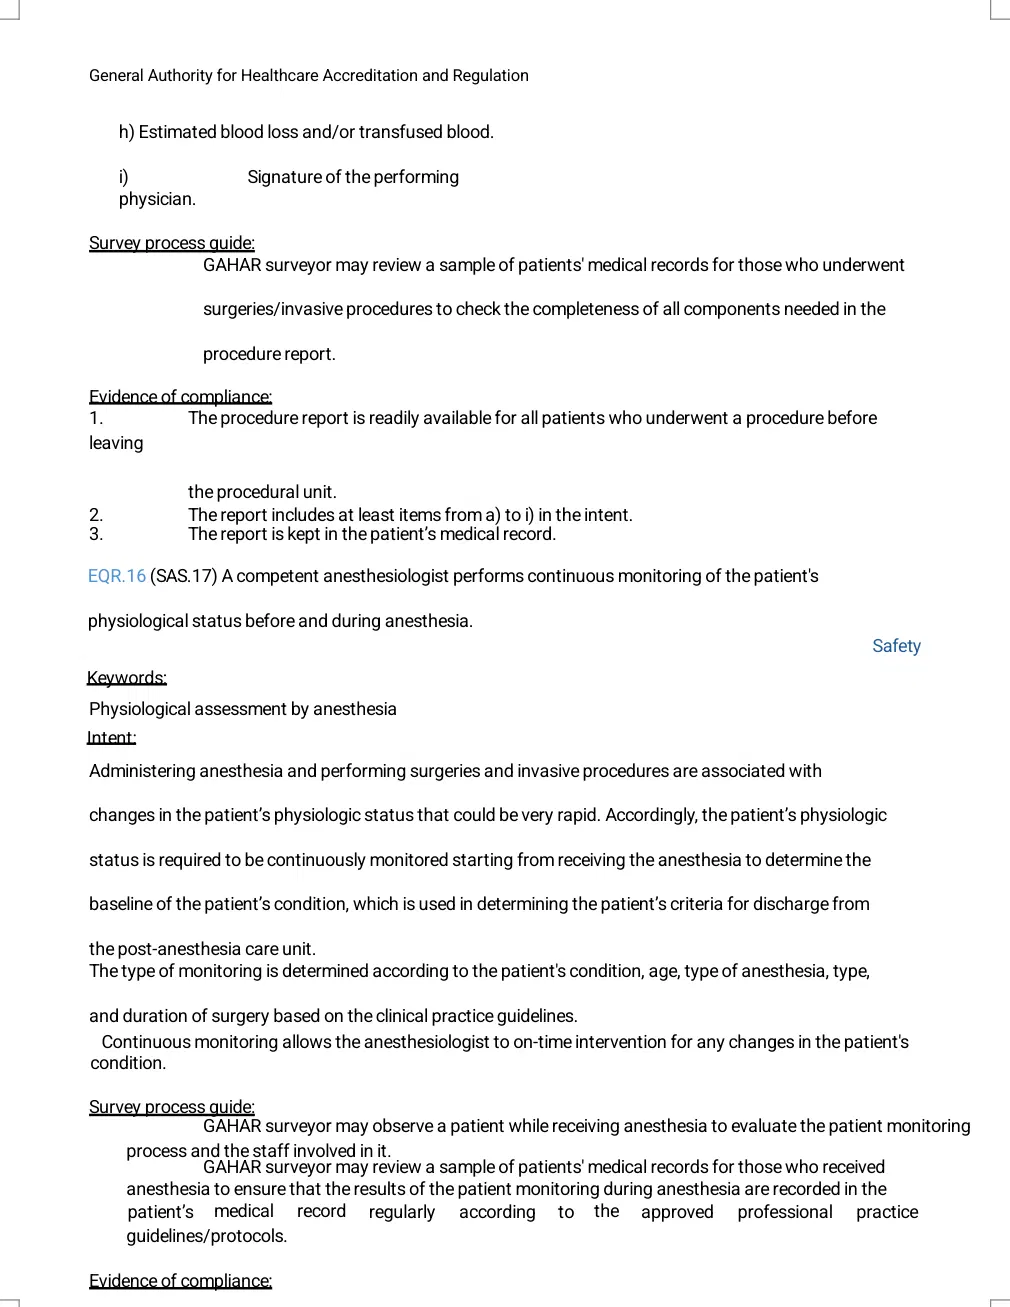 General Authority for Healthcare Accreditation and Regulation
h) Estimated blood loss and/or transfused blood.
i) Signature of the performing
physician.
Survey process guide:
GAHAR surveyor may review a sample of patients' medical records for those who underwent
surgeries/invasive procedures to check the completeness of all components needed in the
procedure report.
Evidence of compliance:
1. The procedure report is readily available for all patients who underwent a procedure before
leaving
the procedural unit.
2. The report includes at least items from a) to i) in the intent.
3. The report is kept in the patient’s medical record.
EQR.16 (SAS.17) A competent anesthesiologist performs continuous monitoring of the patient's
physiological status before and during anesthesia.
Safety
Keywords:
Physiological assessment by anesthesia
Intent:
Administering anesthesia and performing surgeries and invasive procedures are associated with
changes in the patient’s physiologic status that could be very rapid. Accordingly, the patient’s physiologic
status is required to be continuously monitored starting from receiving the anesthesia to determine the
baseline of the patient’s condition, which is used in determining the patient’s criteria for discharge from
the post-anesthesia care unit.
The type of monitoring is determined according to the patient's condition, age, type of anesthesia, type,
and duration of surgery based on the clinical practice guidelines.
Continuous monitoring allows the anesthesiologist to on-time intervention for any changes in the patient's
condition.
Survey process guide:
GAHAR surveyor may observe a patient while receiving anesthesia to evaluate the patient monitoring
process and the staff involved in it.
GAHAR surveyor may review a sample of patients' medical records for those who received
anesthesia to ensure that the results of the patient monitoring during anesthesia are recorded in the
patient’s medical record regularly according to the approved professional practice
guidelines/protocols.
Evidence of compliance: